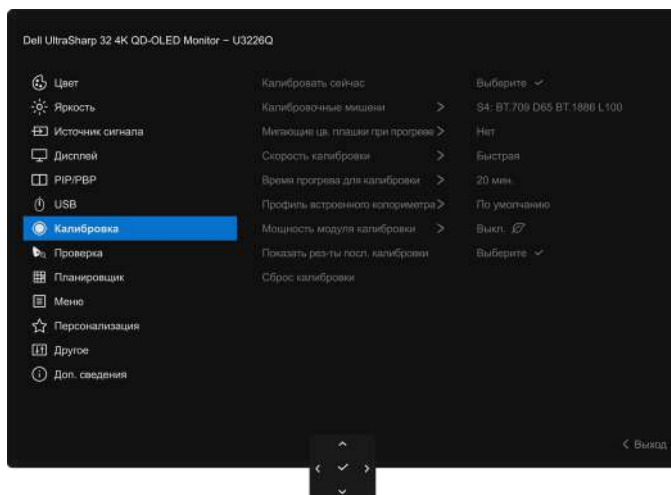 Dell UltraSharp 32 4K QD-OLED Monitor – U3226Q
Цвет
Яркость
Источник сигнала
Дисплей
PIP/PBP
USB
Калибровка
Проверка
Планировщик
Меню
Персонализация
Другое
Доп. сведения
Калибровать сейчас Выберите
Калибровочные мишени > S4: BT.709 D65 BT.1886 L100
Мигающие цв. плашки при прогреве > Нет
Скорость калибровки > Быстрая
Время прогрева для калибровки > 20 мин.
Профиль встроенного колориметра > По умолчанию
Мощность модуля калибровки > Выкл.
Показать рез-ты посл. калибровки Выберите
Сброс калибровки
Выход